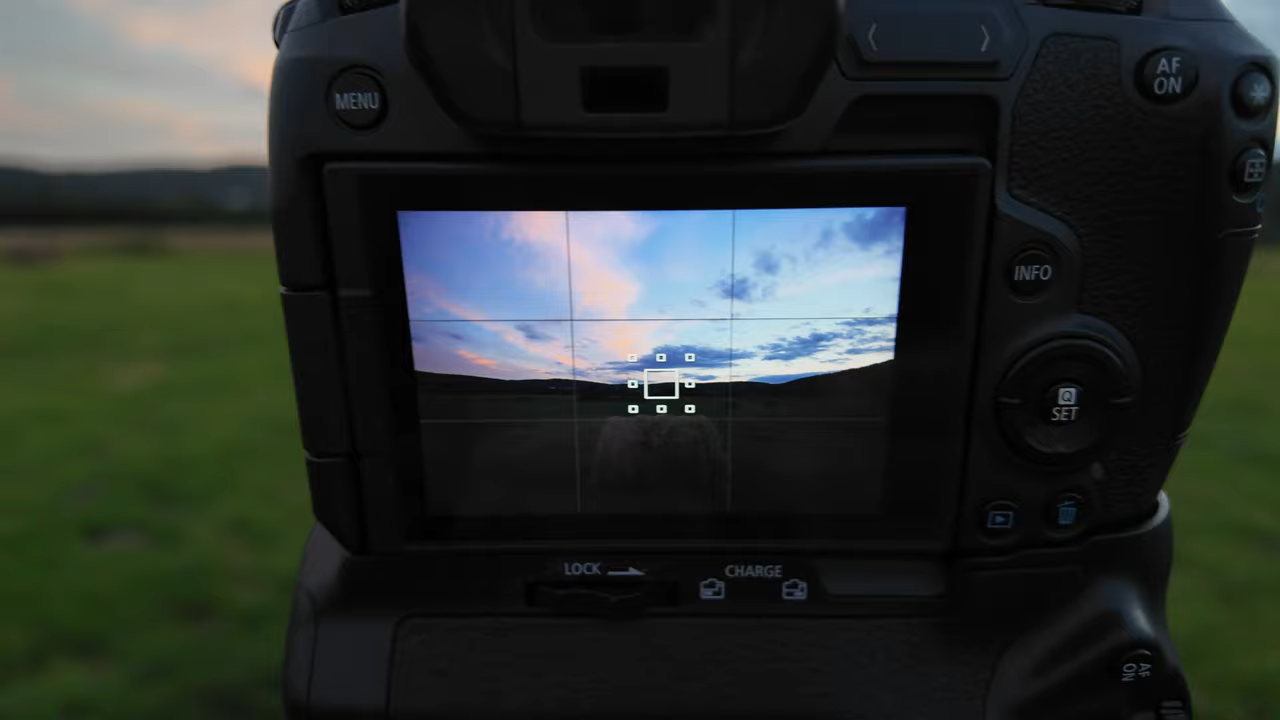 MENU
AF
ON
INFO
Q
SET
LOCK
CHARGE
AF
ON